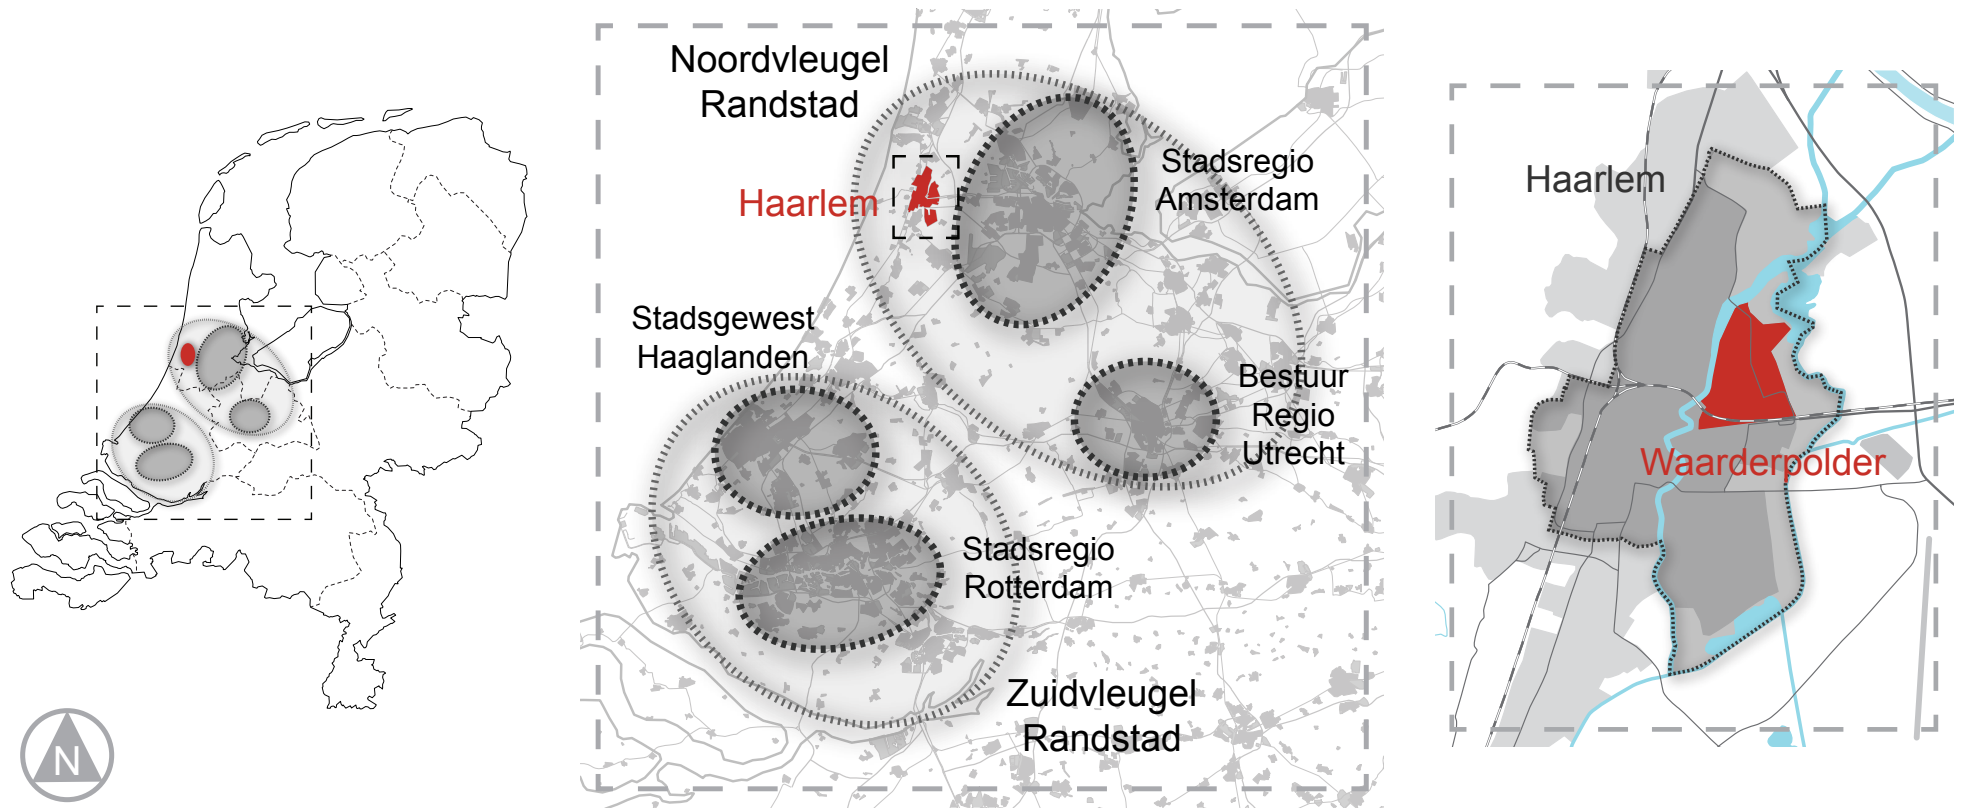 N
Noordvleugel
Randstad
Haarlem
Stadsregio
Amsterdam
Stadsgewest
Haaglanden
Bestuur
Regio
Utrecht
Stadsregio
Rotterdam
Zuidvleugel
Randstad
Haarlem
Waarderpolder